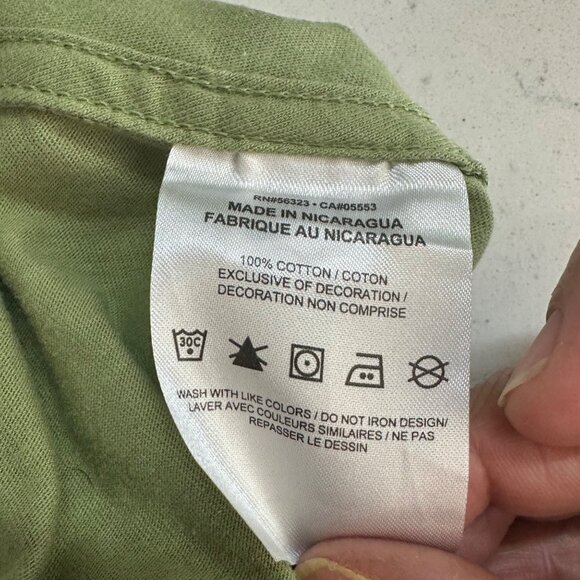 RN#56323 • CA#05553
MADE IN NICARAGUA
FABRIQUE AU NICARAGUA
100% COTTON / COTON
EXCLUSIVE OF DECORATION /
DECORATION NON COMPRISE
30C
WASH WITH LIKE COLORS / DO NOT IRON DESIGN/
LAVER AVEC COULEURS SIMILAIRES / NE PAS
REPASSER LE DESSIN